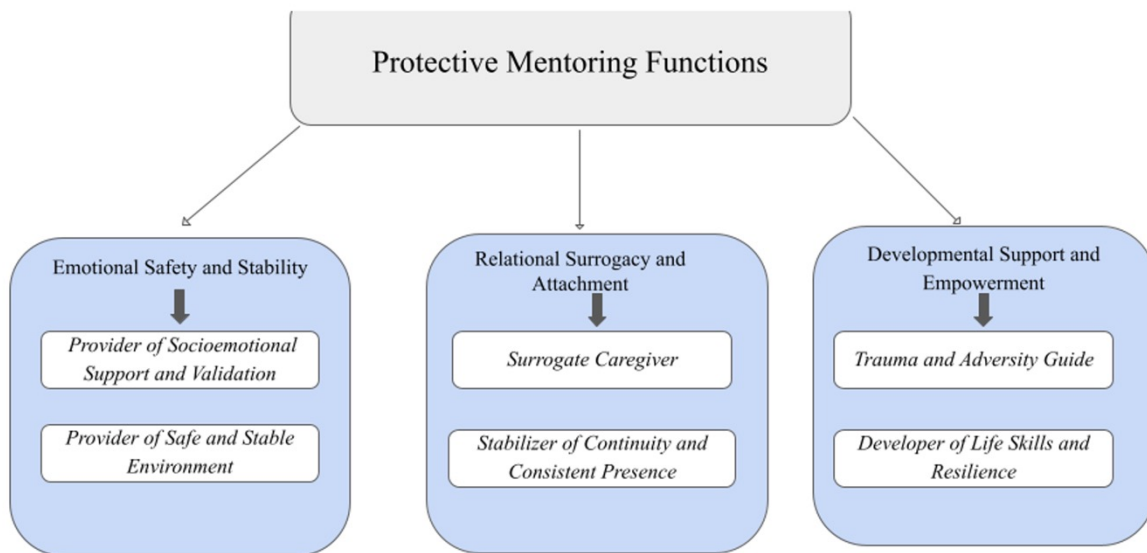 Protective Mentoring Functions
Emotional Safety and Stability
Provider of Socioemotional
Support and Validation
Provider of Safe and Stable
Environment
Relational Surrogacy and
Attachment
Surrogate Caregiver
Stabilizer of Continuity and
Consistent Presence
Developmental Support and
Empowerment
Trauma and Adversity Guide
Developer of Life Skills and
Resilience